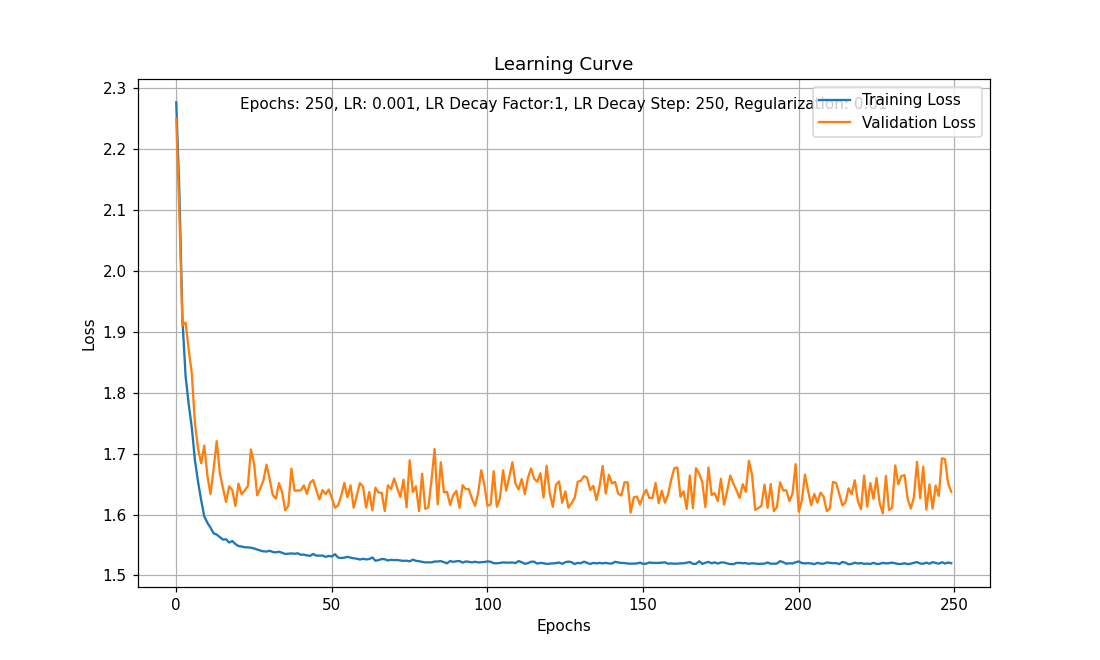 Learning Curve
Epochs: 250, LR: 0.001, LR Decay Factor:1, LR Decay Step: 250, Regularization: 0.01
Training Loss
Validation Loss
2.3
2.2
2.1
2.0
1.9
1.8
1.7
1.6
1.5
Loss
0 50 100 150 200 250
Epochs